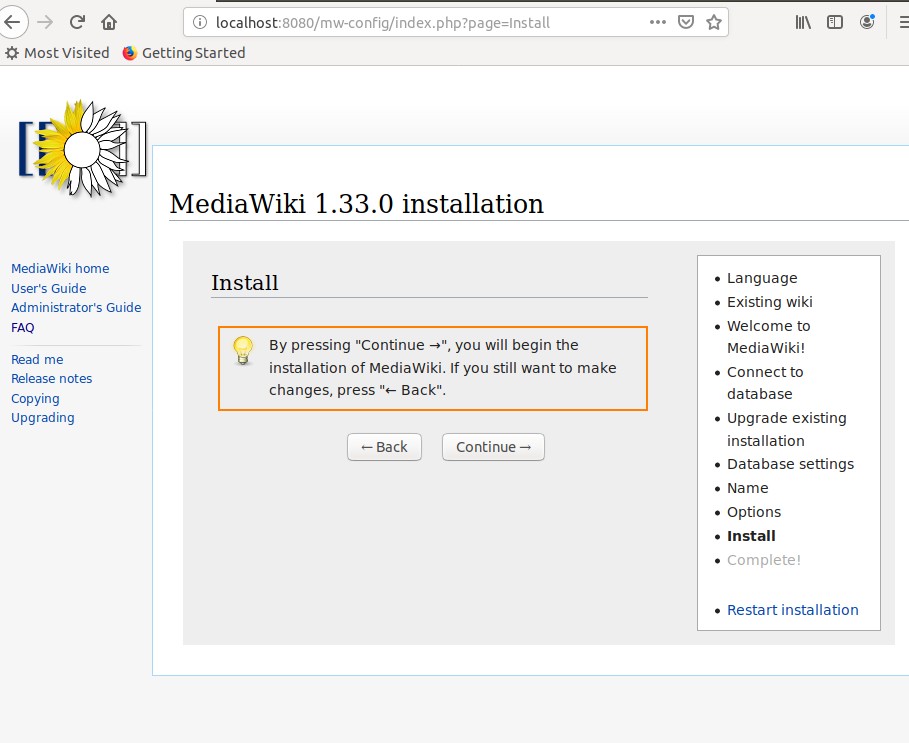 localhost:8080/mw-config/index.php?page=Install
Most Visited Getting Started
MediaWiki home
User's Guide
Administrator's Guide
FAQ
Read me
Release notes
Copying
Upgrading
MediaWiki 1.33.0 installation
Install
By pressing "Continue →", you will begin the
installation of MediaWiki. If you still want to make
changes, press "← Back".
← Back Continue →
• Language
• Existing wiki
• Welcome to
MediaWiki!
• Connect to
database
• Upgrade existing
installation
• Database settings
• Name
• Options
• Install
• Complete!
• Restart installation